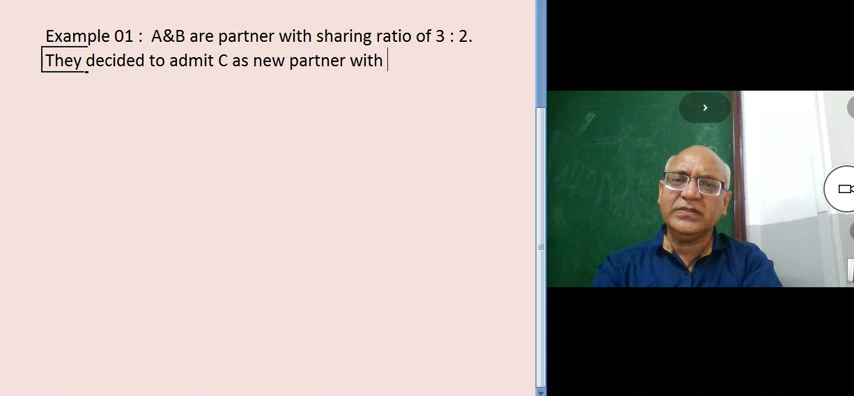 Example 01 : A&B are partner with sharing ratio of 3 : 2.
They decided to admit C as new partner with